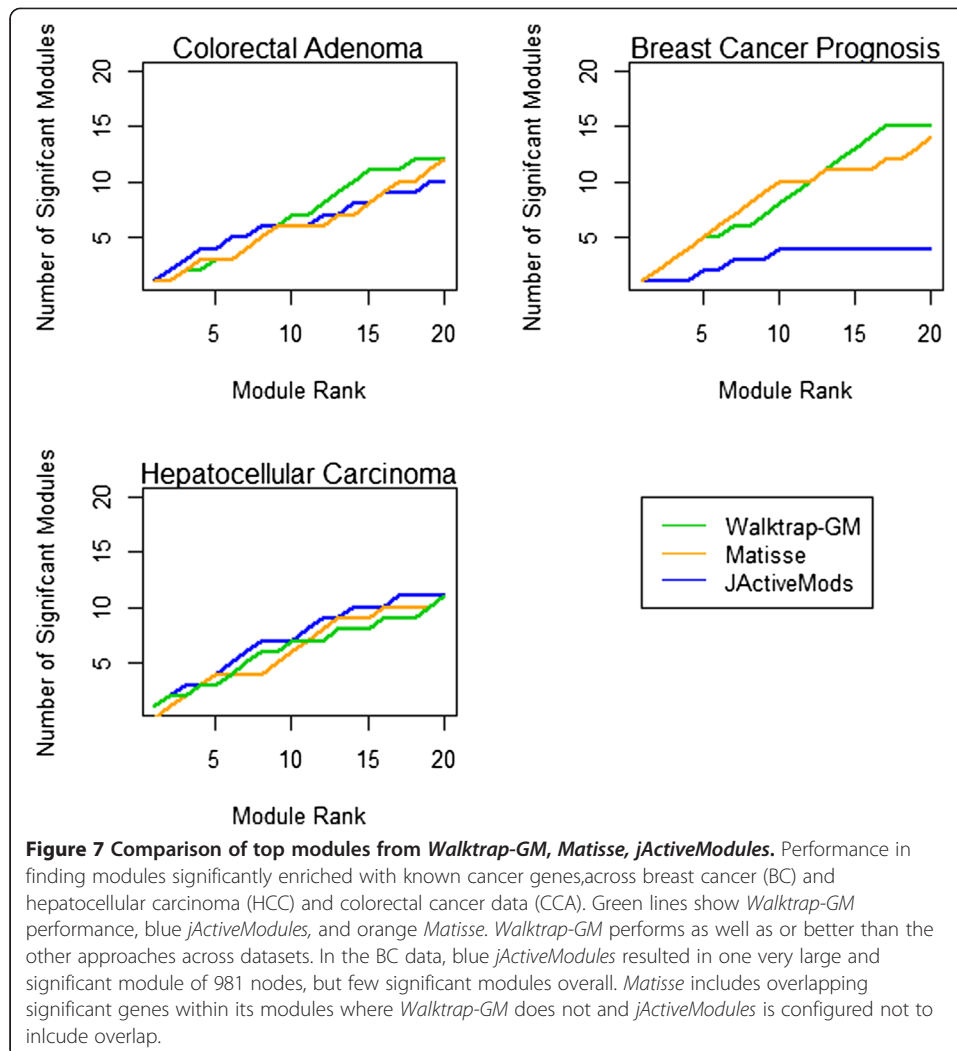 Colorectal Adenoma
Number of Signifcant Modules
20
15
10
5
5 10 15 20
Module Rank
Breast Cancer Prognosis
Number of Signifcant Modules
20
15
10
5
5 10 15 20
Module Rank
Hepatocellular Carcinoma
Number of Signifcant Modules
20
15
10
5
5 10 15 20
Module Rank
Walktrap-GM
Matisse
JActiveMods
Figure 7 Comparison of top modules from Walktrap-GM, Matisse, jActiveModules. Performance in
finding modules significantly enriched with known cancer genes,across breast cancer (BC) and
hepatocellular carcinoma (HCC) and colorectal cancer data (CCA). Green lines show Walktrap-GM
performance, blue jActiveModules, and orange Matisse. Walktrap-GM performs as well as or better than the
other approaches across datasets. In the BC data, blue jActiveModules resulted in one very large and
significant module of 981 nodes, but few significant modules overall. Matisse includes overlapping
significant genes within its modules where Walktrap-GM does not and jActiveModules is configured not to
inlcude overlap.